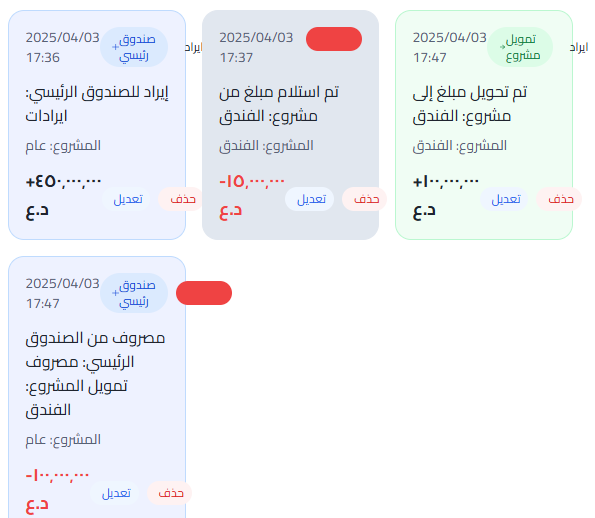 2025/04/03
17:36
صندوق
رئيسي
+
ايراد
إيراد للصندوق الرئيسي:
ايرادات
المشروع: عام
+٤٥٠,٠٠٠,٠٠٠
د.ع
تعديل
حذف
2025/04/03
17:37
تم استلام مبلغ من
مشروع: الفندق
المشروع: الفندق
-١٥,٠٠٠,٠٠٠
د.ع
تعديل
حذف
2025/04/03
17:47
تمويل
مشروع
ايراد
تم تحويل مبلغ إلى
مشروع: الفندق
المشروع: الفندق
+١٠٠,٠٠٠,٠٠٠
د.ع
تعديل
حذف
2025/04/03
17:47
صندوق
رئيسي
+
مصروف من الصندوق
الرئيسي: مصروف
تمويل المشروع:
الفندق
المشروع: عام
-١٠٠,٠٠٠,٠٠٠
د.ع
تعديل
حذف